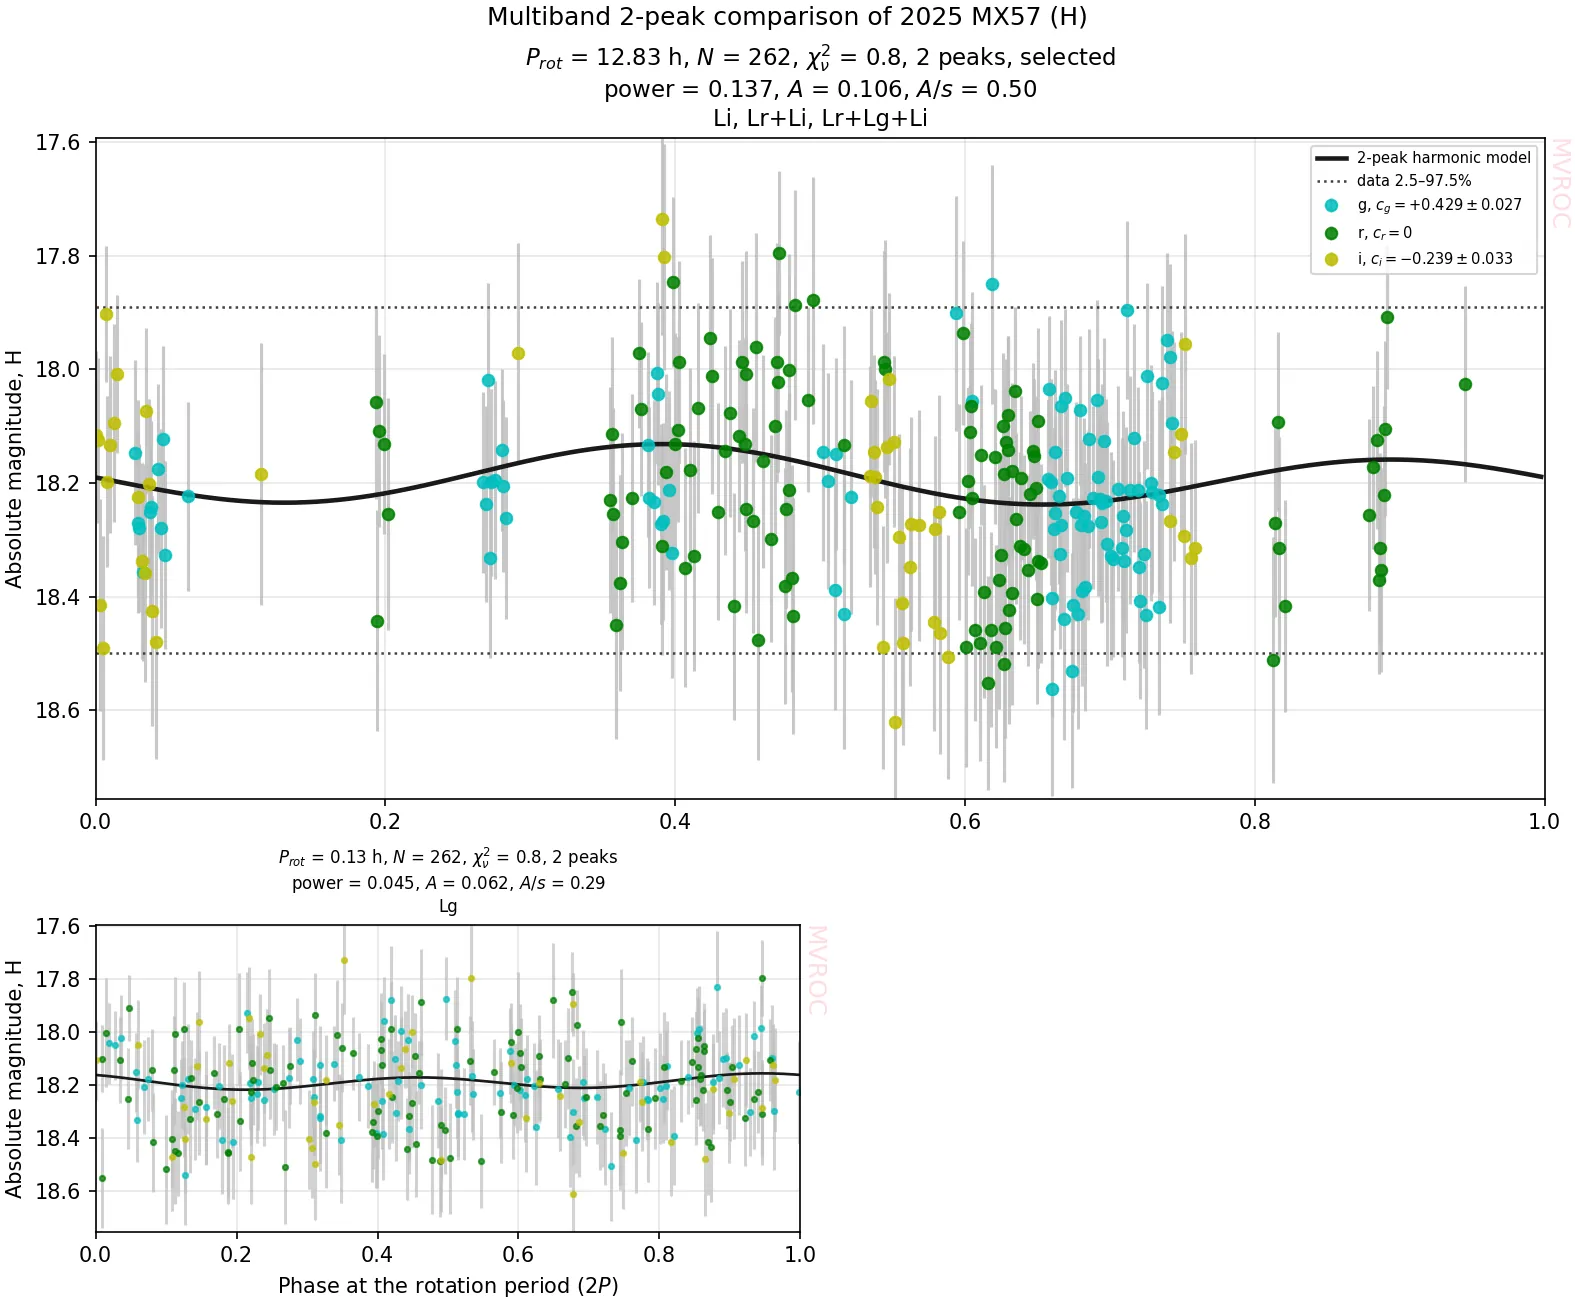 Multiband 2-peak comparison of 2025 MX57 (H)
P_rot = 12.83 h, N = 262, χ²_ν = 0.8, 2 peaks, selected
power = 0.137, A = 0.106, A/s = 0.50
Li, Lr+Li, Lr+Lg+Li
17.6
17.8
18.0
18.2
18.4
18.6
Absolute magnitude, H
2-peak harmonic model
data 2.5–97.5%
g, c_g = +0.429 ± 0.027
r, c_r = 0
i, c_i = −0.239 ± 0.033
MVROC
0.0 0.2 0.4 0.6 0.8 1.0
P_rot = 0.13 h, N = 262, χ²_ν = 0.8, 2 peaks
power = 0.045, A = 0.062, A/s = 0.29
Lg
17.6
17.8
18.0
18.2
18.4
18.6
Absolute magnitude, H
MVROC
0.0 0.2 0.4 0.6 0.8 1.0
Phase at the rotation period (2P)